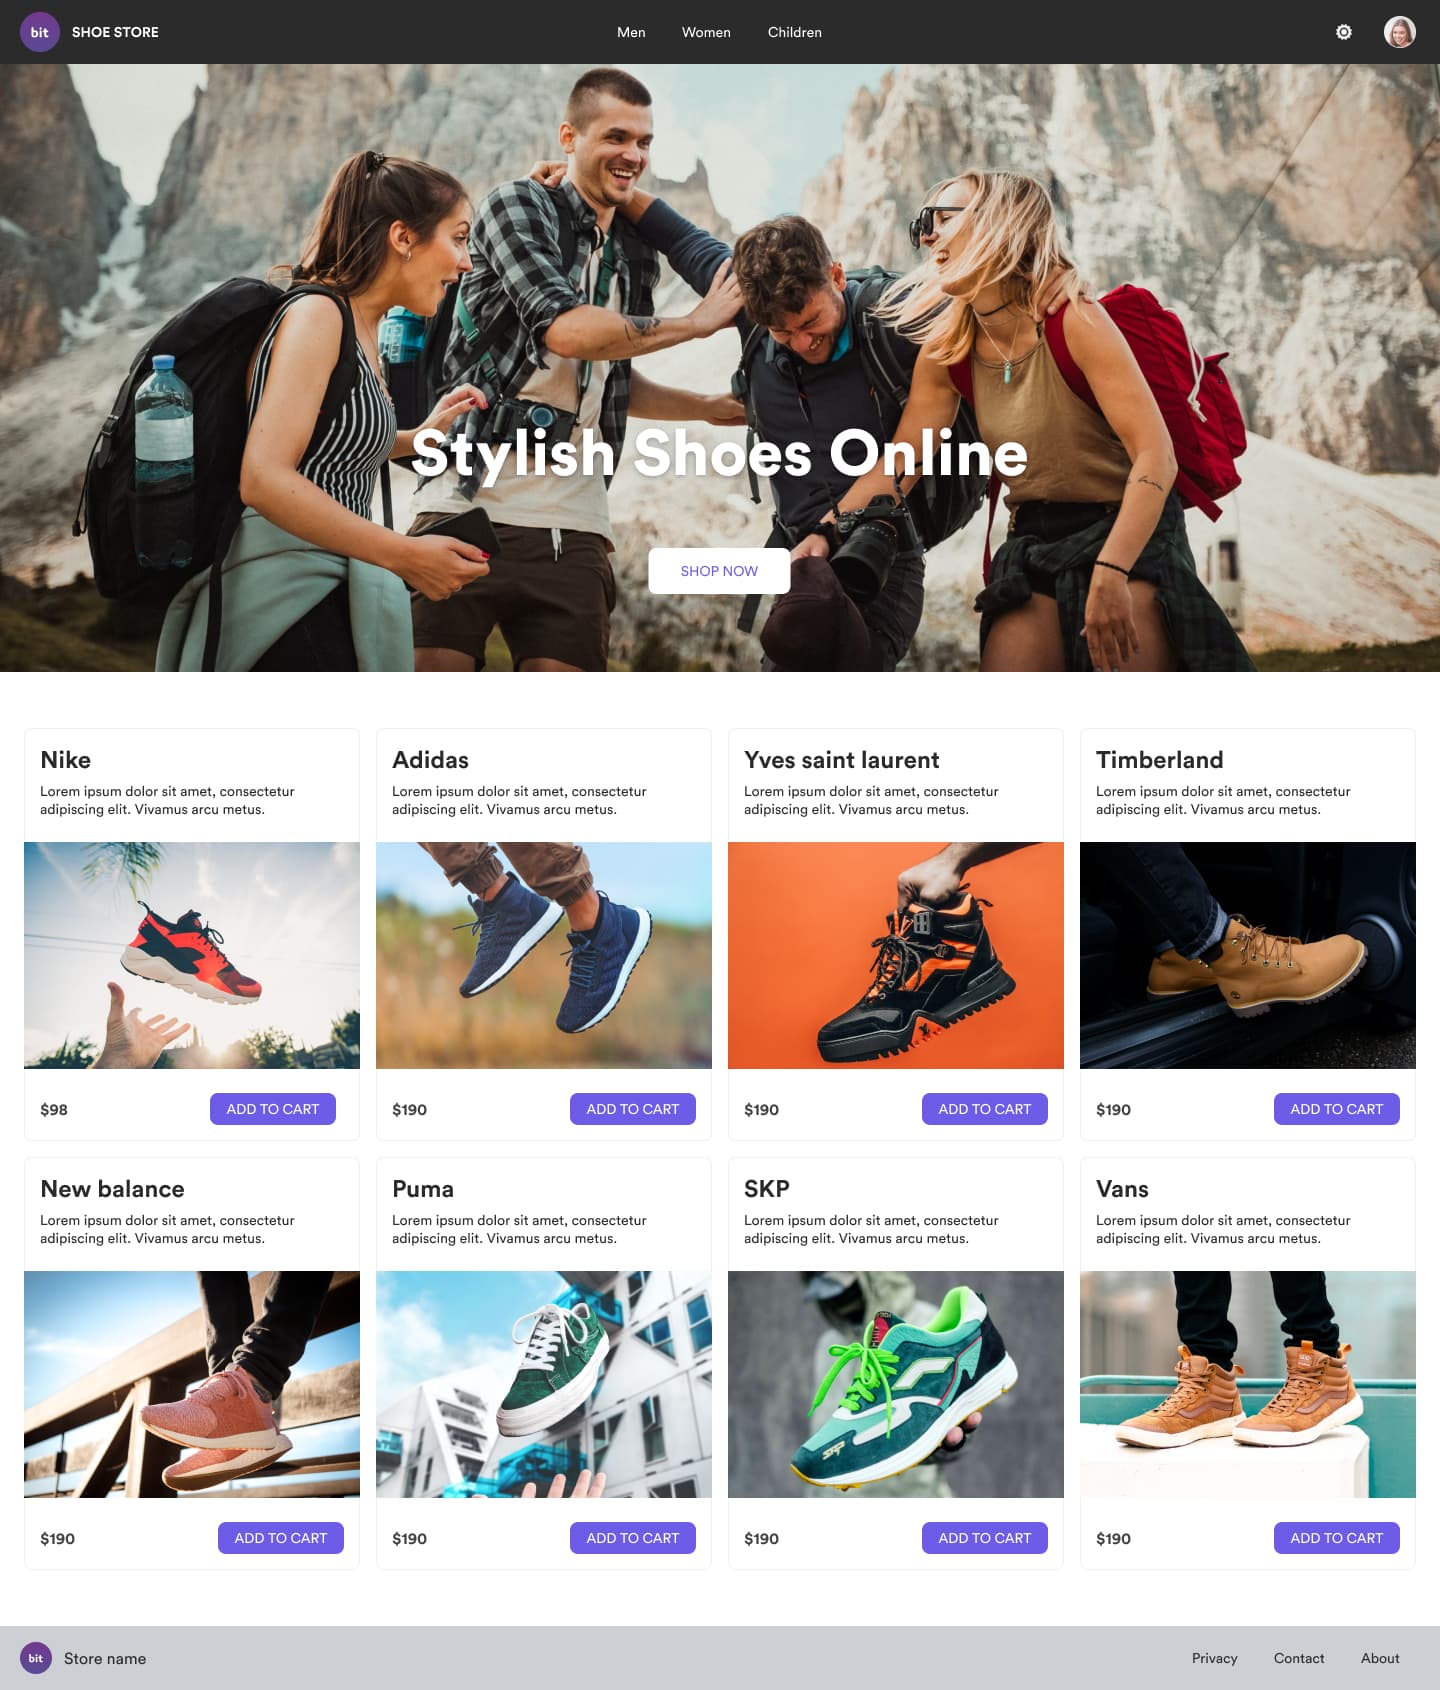 bit SHOE STORE Men Women Children
Stylish Shoes Online
SHOP NOW
Nike
Lorem ipsum dolor sit amet, consectetur
adipiscing elit. Vivamus arcu metus.
$98 ADD TO CART
Adidas
Lorem ipsum dolor sit amet, consectetur
adipiscing elit. Vivamus arcu metus.
$190 ADD TO CART
Yves saint laurent
Lorem ipsum dolor sit amet, consectetur
adipiscing elit. Vivamus arcu metus.
$190 ADD TO CART
Timberland
Lorem ipsum dolor sit amet, consectetur
adipiscing elit. Vivamus arcu metus.
$190 ADD TO CART
New balance
Lorem ipsum dolor sit amet, consectetur
adipiscing elit. Vivamus arcu metus.
$190 ADD TO CART
Puma
Lorem ipsum dolor sit amet, consectetur
adipiscing elit. Vivamus arcu metus.
$190 ADD TO CART
SKP
Lorem ipsum dolor sit amet, consectetur
adipiscing elit. Vivamus arcu metus.
SKP
$190 ADD TO CART
Vans
Lorem ipsum dolor sit amet, consectetur
adipiscing elit. Vivamus arcu metus.
$190 ADD TO CART
bit Store name Privacy Contact About